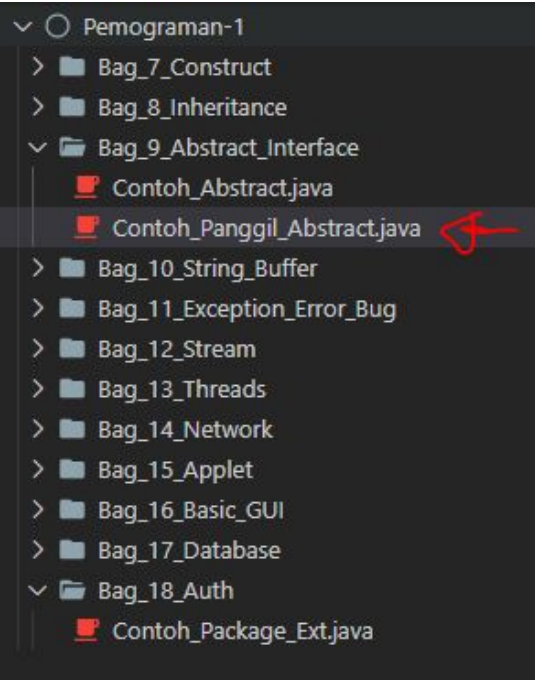 Pemograman-1
Bag_7_Construct
Bag_8_Inheritance
Bag_9_Abstract_Interface
Contoh_Abstract.java
Contoh_Panggil_Abstract.java
Bag_10_String_Buffer
Bag_11_Exception_Error_Bug
Bag_12_Stream
Bag_13_Threads
Bag_14_Network
Bag_15_Applet
Bag_16_Basic_GUI
Bag_17_Database
Bag_18_Auth
Contoh_Package_Ext.java